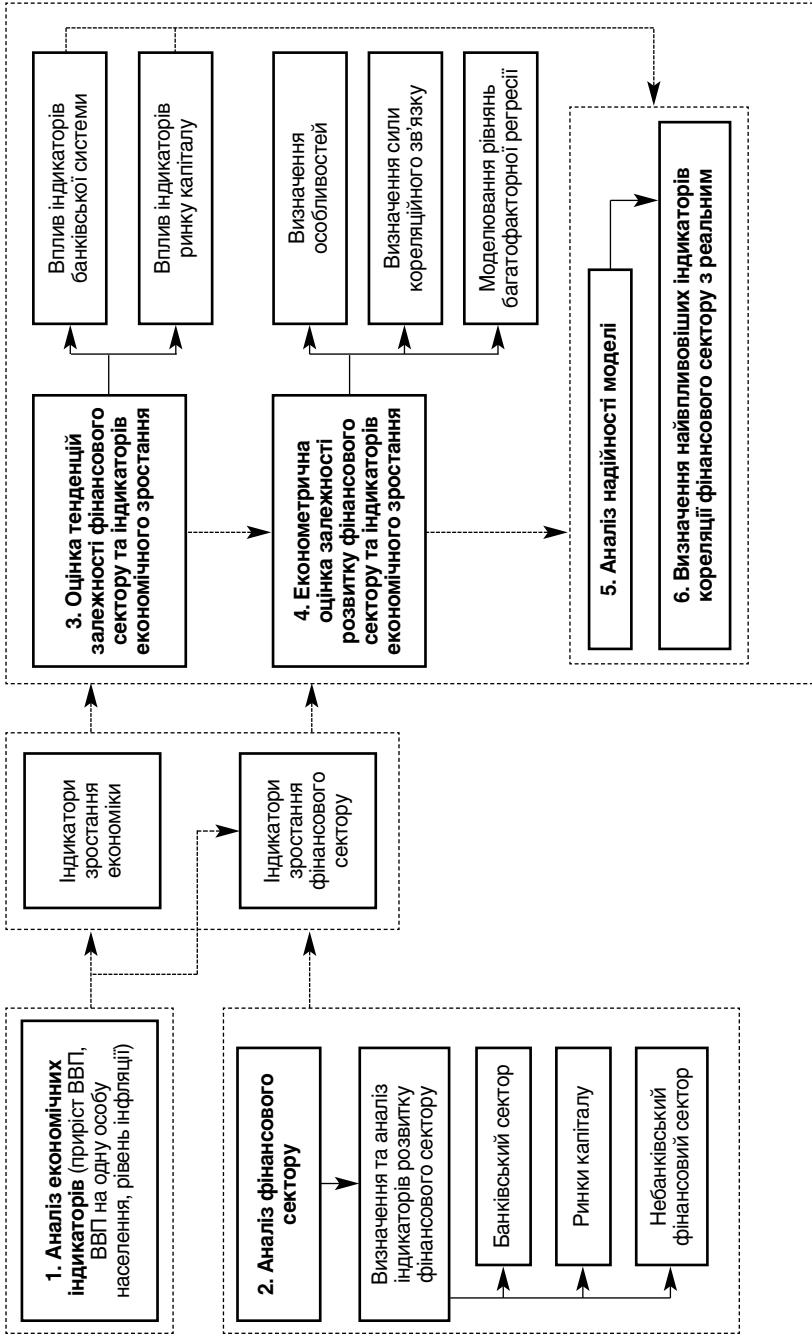 1. Аналіз економічних
індикаторів (приріст ВВП,
ВВП на одну особу
населення, рівень інфляції)
2. Аналіз фінансового
сектору
Визначення та аналіз
індикаторів розвитку
фінансового сектору
Банківський сектор
Ринки капіталу
Небанківський
фінансовий сектор
Індикатори
зростання
економіки
Індикатори
зростання
фінансового
сектору
3. Оцінка тенденцій
залежності фінансового
сектору та індикаторів
економічного зростання
Вплив індикаторів
банківської системи
Вплив індикаторів
ринку капіталу
4. Економетрична
оцінка залежності
розвитку фінансового
сектору та індикаторів
економічного зростання
Визначення
особливостей
Визначення сили
кореляційного зв'язку
Моделювання рівнянь
багатофакторної регресії
5. Аналіз надійності моделі
6. Визначення найвпливовіших індикаторів
кореляції фінансового сектору з реальним